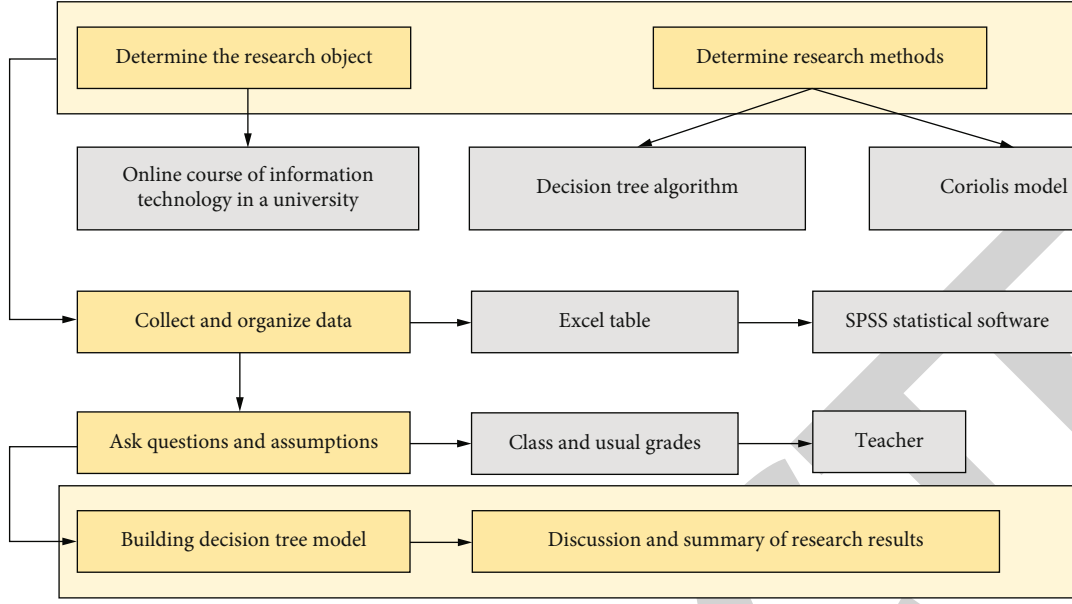 Determine the research object
Determine research methods
Online course of information
technology in a university
Decision tree algorithm
Coriolis model
Collect and organize data
Excel table
SPSS statistical software
Ask questions and assumptions
Class and usual grades
Teacher
Building decision tree model
Discussion and summary of research results